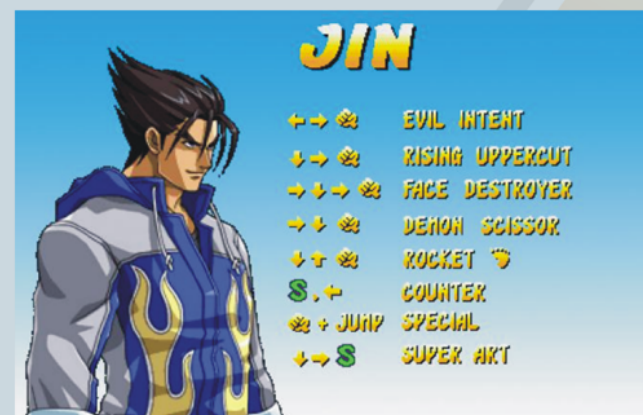 JIN
← → EVIL INTENT
↓ → RISING UPPERCUT
→ ↓ → FACE DESTROYER
→ ↓ DEMON SCISSOR
↓ ↑ ROCKET
S . ← COUNTER
+ JUMP SPECIAL
↓ → S SUPER ART